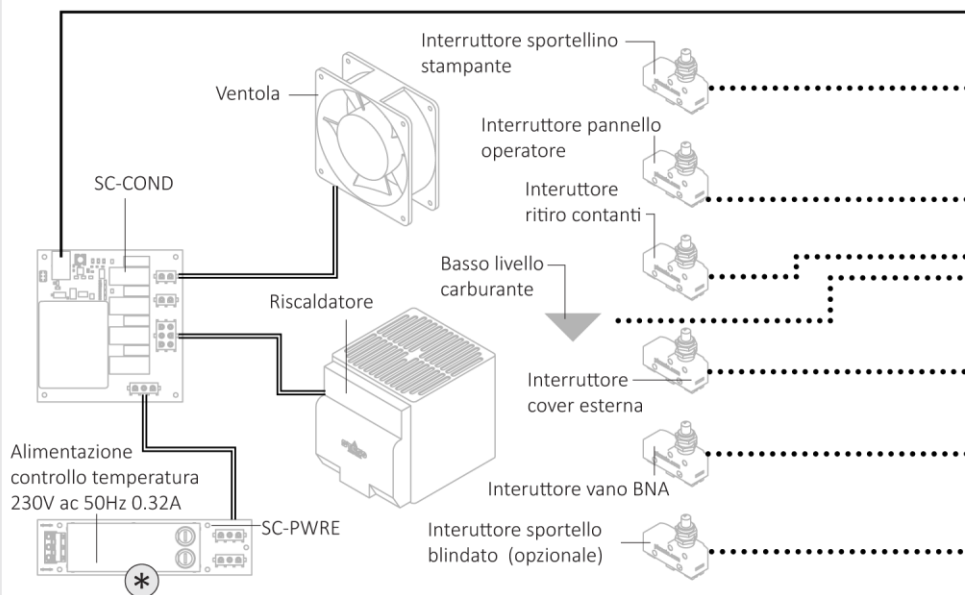 Interruttore sportellino
stampante
Ventola
Interruttore pannello
operatore
SC-COND
Interuttore
ritiro contanti
Basso livello
carburante
Riscaldatore
Interruttore
cover esterna
Alimentazione
controllo temperatura
230V ac 50Hz 0.32A
Interuttore vano BNA
SC-PWRE
Interuttore sportello
blindato (opzionale)
*